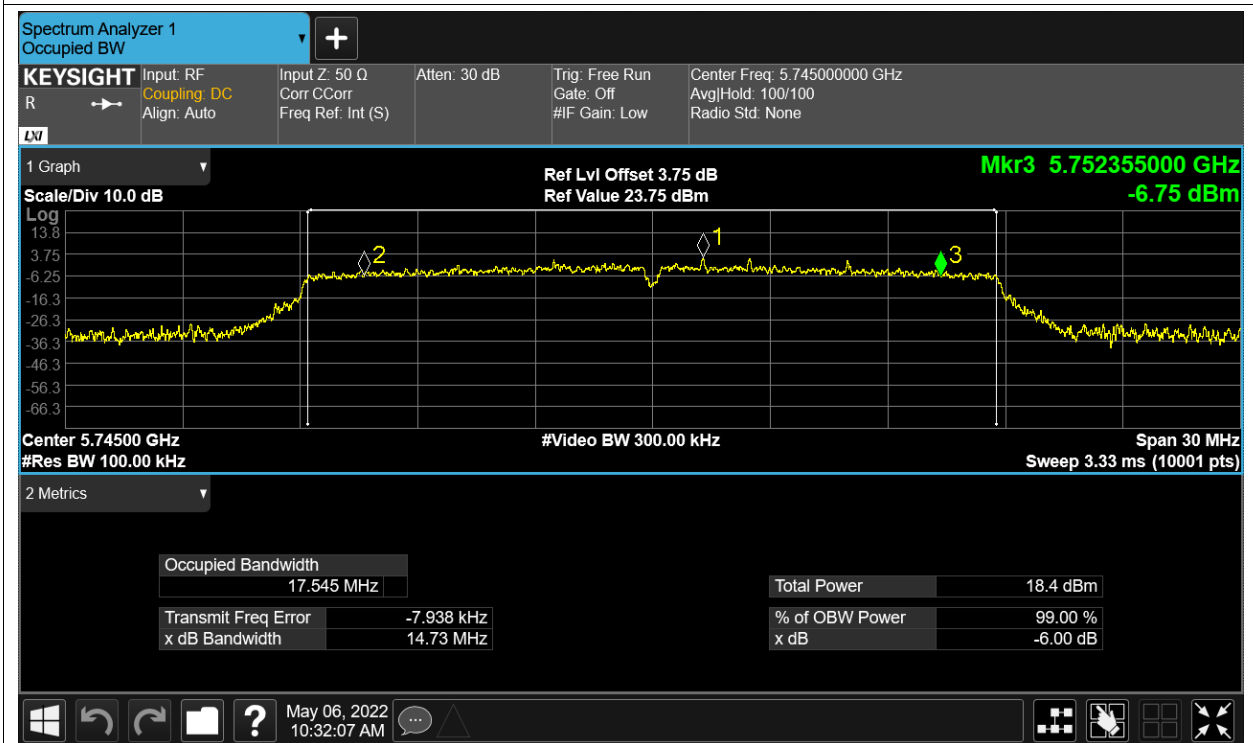 Spectrum Analyzer 1
Occupied BW
KEYSIGHT
R
LXI
Input: RF
Coupling: DC
Align: Auto
Input Z: 50 Ω
Corr CCorr
Freq Ref: Int (S)
Atten: 30 dB
Trig: Free Run
Gate: Off
#IF Gain: Low
Center Freq: 5.745000000 GHz
Avg|Hold: 100/100
Radio Std: None
1 Graph
Scale/Div 10.0 dB
Ref Lvl Offset 3.75 dB
Ref Value 23.75 dBm
Mkr3 5.752355000 GHz
-6.75 dBm
Log
13.8
3.75
-6.25
-16.3
-26.3
-36.3
-46.3
-56.3
-66.3
2
1
3
Center 5.74500 GHz
#Res BW 100.00 kHz
#Video BW 300.00 kHz
Span 30 MHz
Sweep 3.33 ms (10001 pts)
2 Metrics
Occupied Bandwidth
17.545 MHz
Transmit Freq Error -7.938 kHz
x dB Bandwidth 14.73 MHz
Total Power 18.4 dBm
% of OBW Power 99.00 %
x dB -6.00 dB
?
May 06, 2022
10:32:07 AM